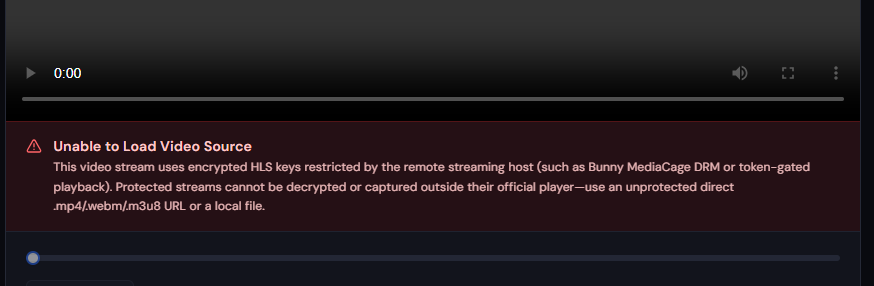 0:00
Unable to Load Video Source
This video stream uses encrypted HLS keys restricted by the remote streaming host (such as Bunny MediaCage DRM or token-gated
playback). Protected streams cannot be decrypted or captured outside their official player—use an unprotected direct
.mp4/.webm/.m3u8 URL or a local file.